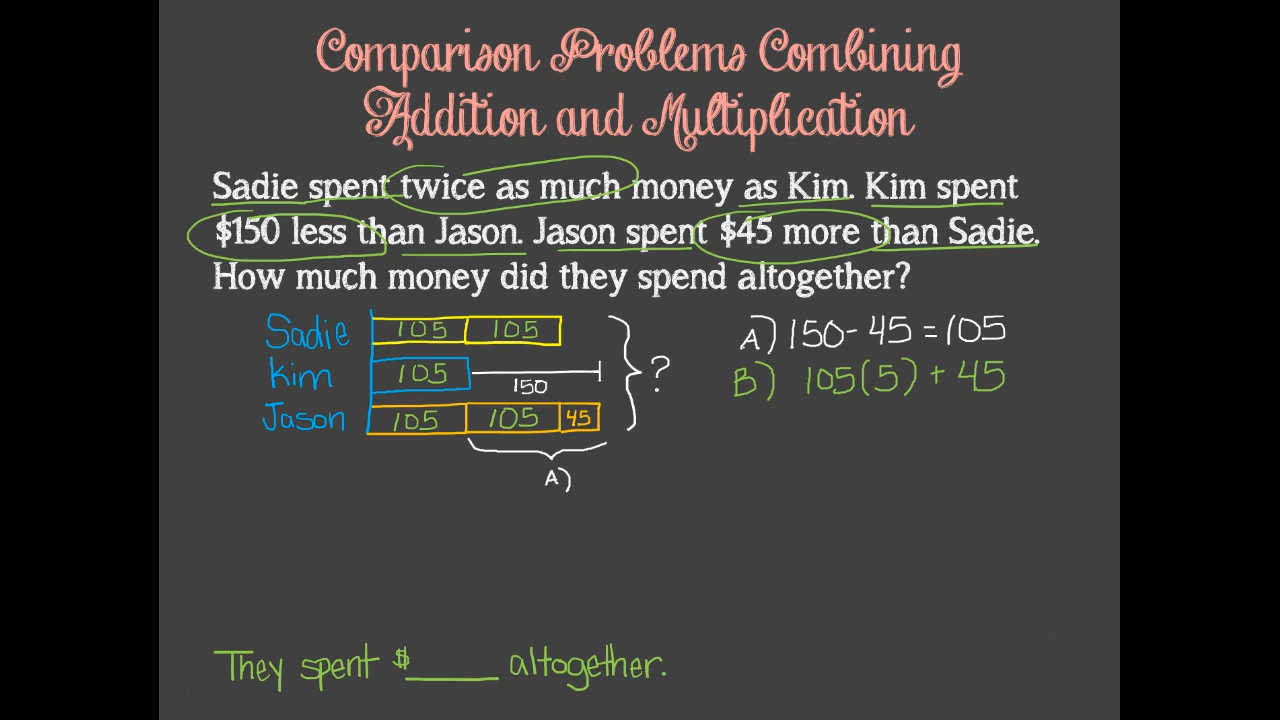 Comparison Problems Combining
Addition and Multiplication
Sadie spent twice as much money as Kim. Kim spent
$150 less than Jason. Jason spent $45 more than Sadie.
How much money did they spend altogether?
Sadie 105 105
Kim 105 150
Jason 105 105 45
?
A)
A) 150 - 45 = 105
B) 105(5) + 45
They spent $_____ altogether.